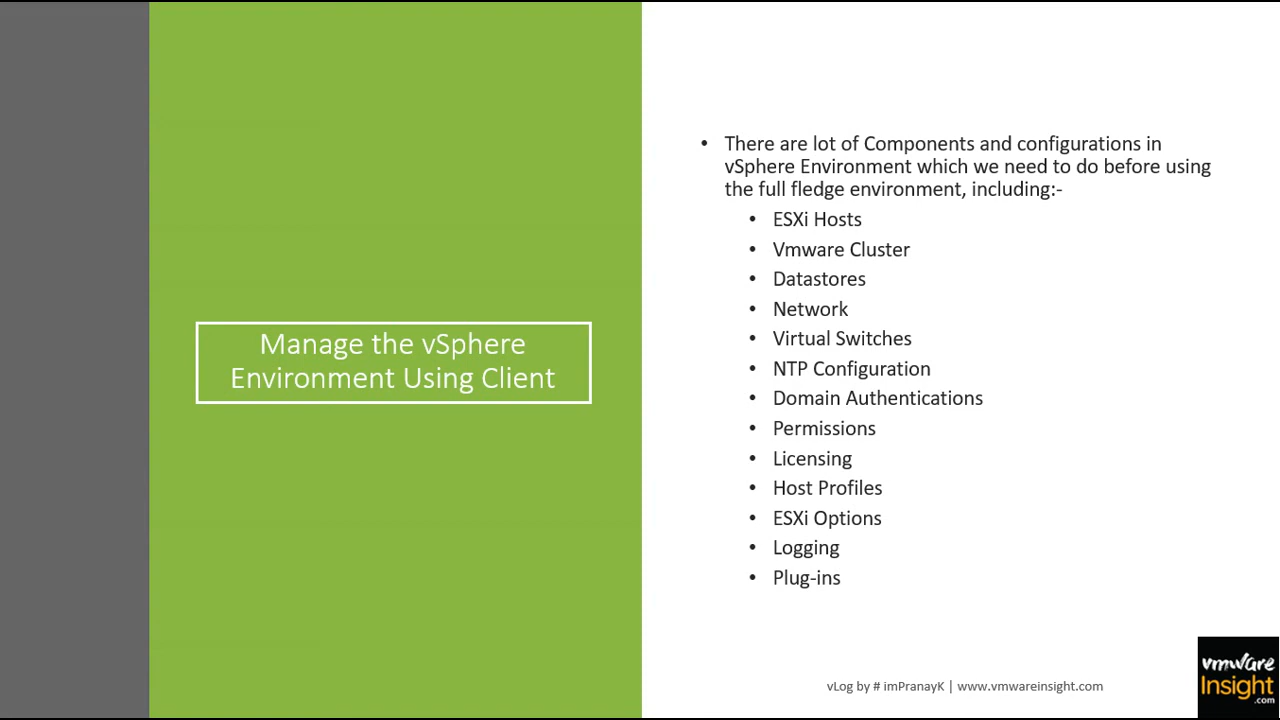 Manage the vSphere
Environment Using Client
• There are lot of Components and configurations in
vSphere Environment which we need to do before using
the full fledge environment, including:-
• ESXi Hosts
• Vmware Cluster
• Datastores
• Network
• Virtual Switches
• NTP Configuration
• Domain Authentications
• Permissions
• Licensing
• Host Profiles
• ESXi Options
• Logging
• Plug-ins
vLog by # imPranayK | www.vmwareinsight.com
vmware
Insight
.com